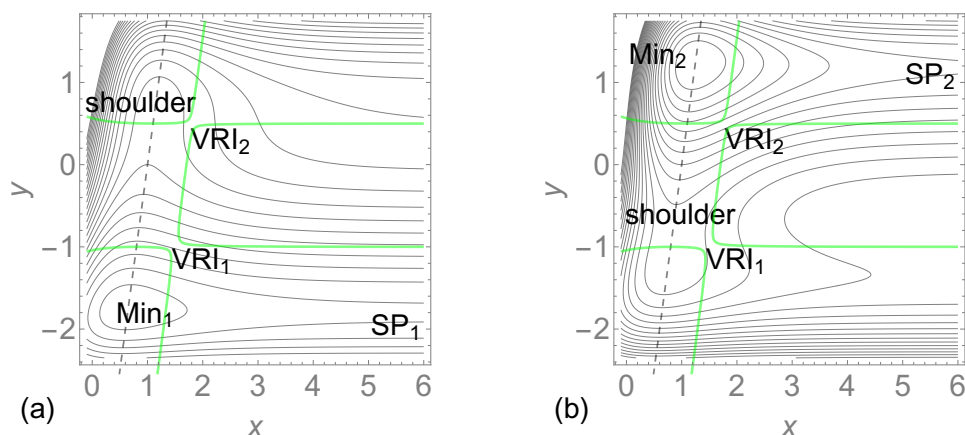 1
0
−1
−2
y
0 1 2 3 4 5 6
x
(a)
shoulder
VRI2
VRI1
Min1
SP1
1
0
−1
−2
y
0 1 2 3 4 5 6
x
(b)
Min2
SP2
VRI2
shoulder
VRI1